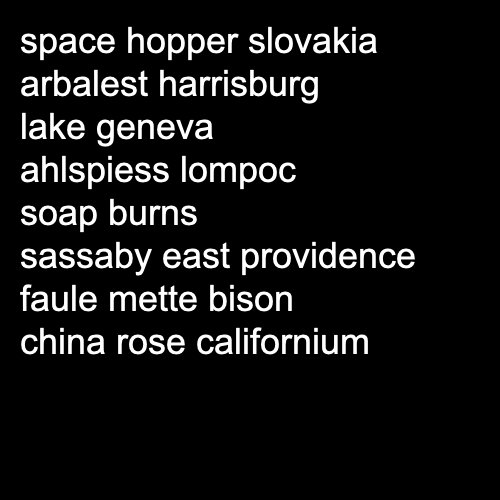 space hopper slovakia
arbalest harrisburg
lake geneva
ahlspiess lompoc
soap burns
sassaby east providence
faule mette bison
china rose californium